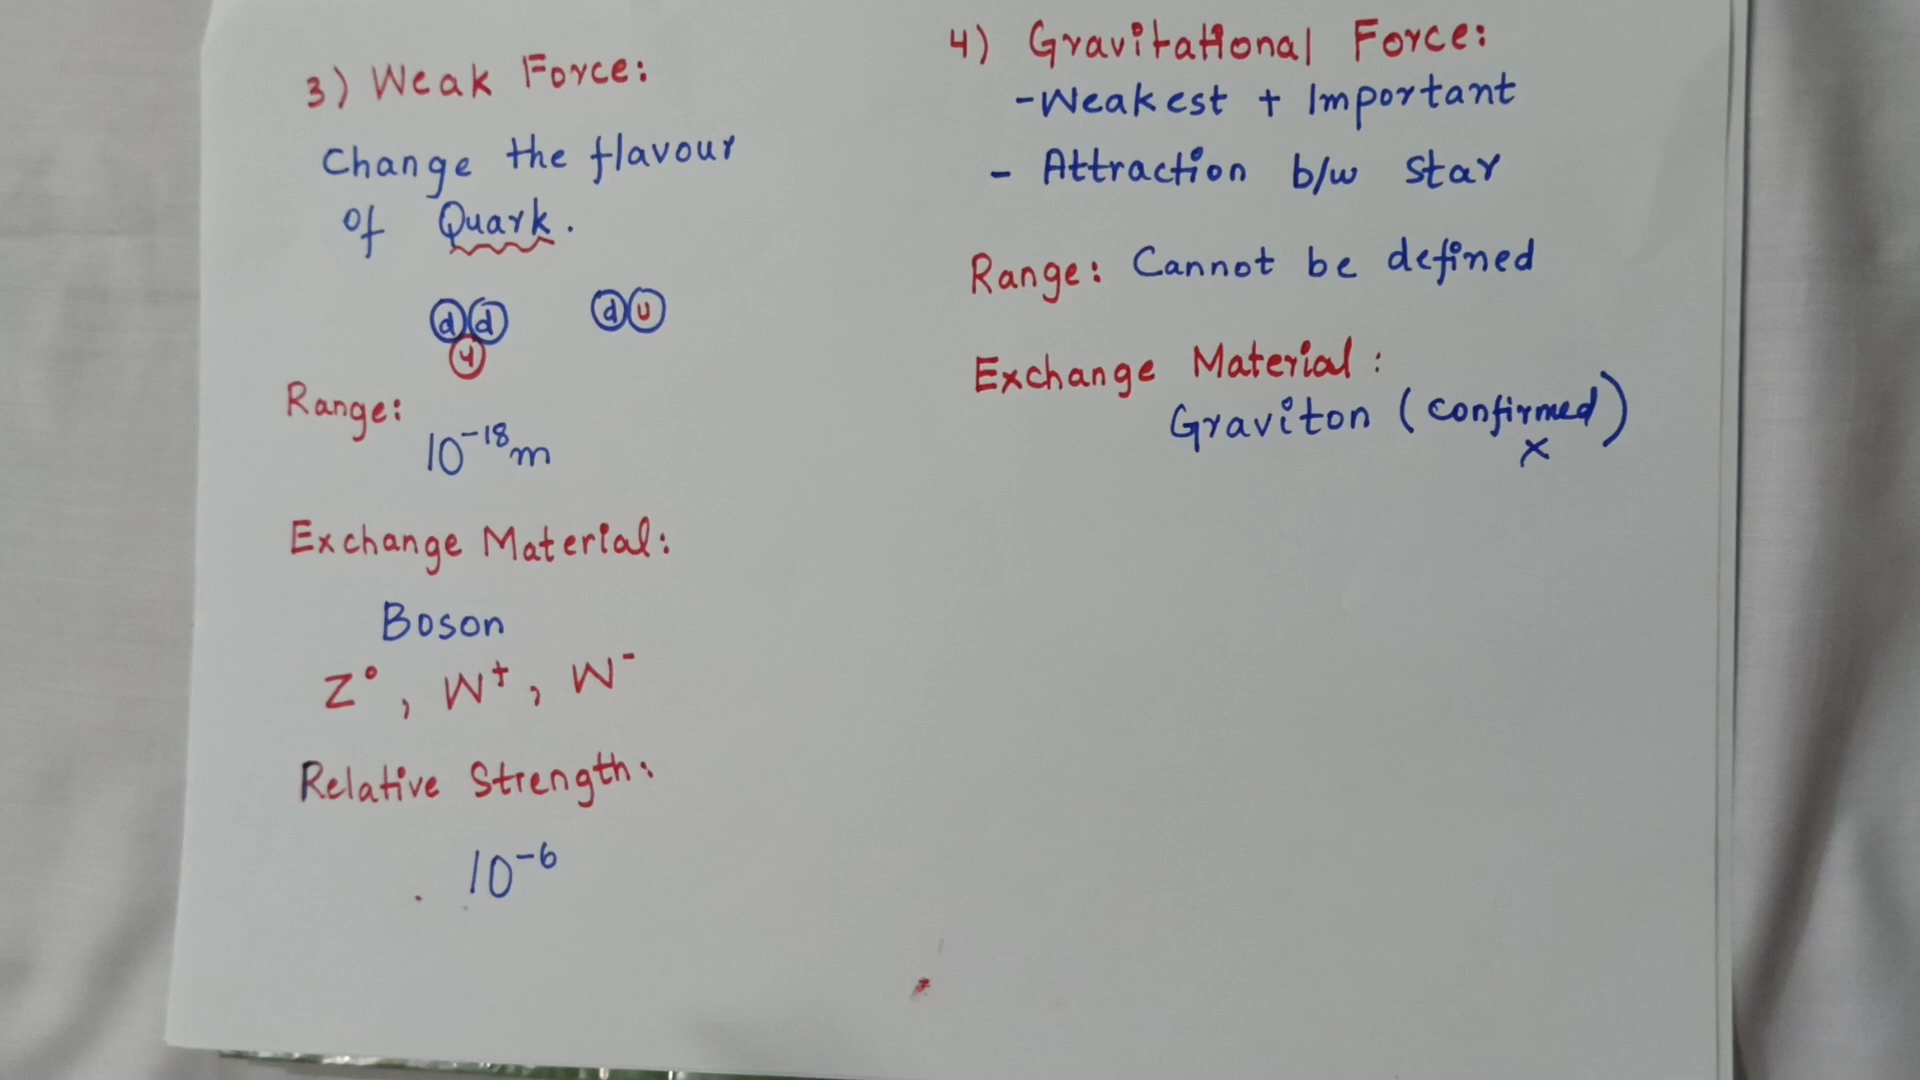 3) Weak Force:
Change the flavour
of Quark.
d d d u
u
Range:
10⁻¹⁸m
Exchange Material:
Boson
Z⁰, W⁺, W⁻
Relative Strength:
10⁻⁶
4) Gravitational Force:
- Weakest + Important
- Attraction b/w star
Range: Cannot be defined
Exchange Material:
Graviton (confirmed)
x